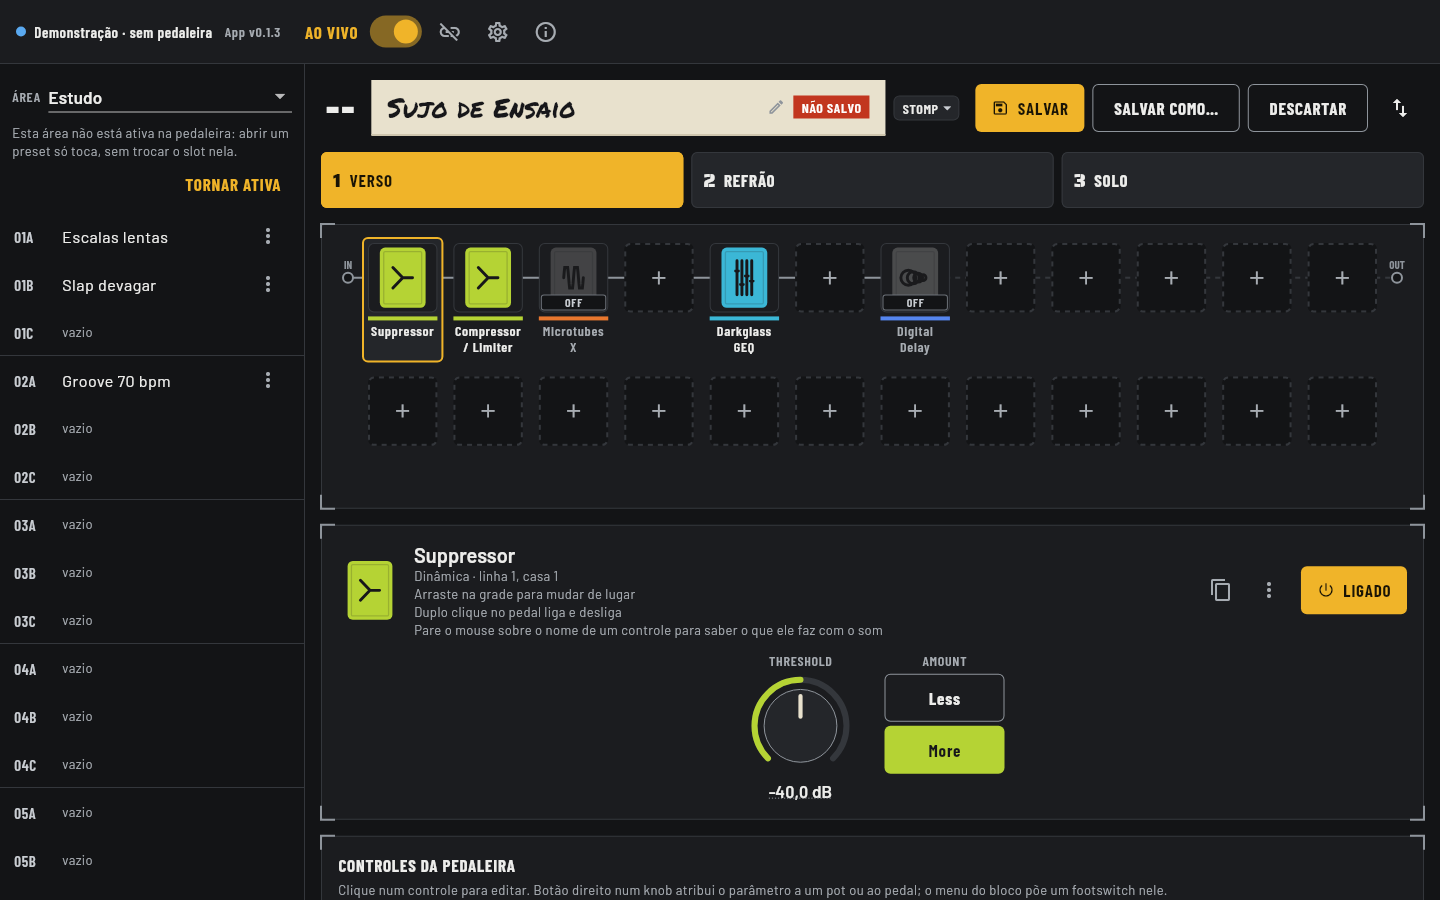 Demonstração · sem pedaleira
App v0.1.3
AO VIVO
ÁREA
Estudo
Esta área não está ativa na pedaleira: abrir um
preset só toca, sem trocar o slot nela.
TORNAR ATIVA
01A Escalas lentas
01B Slap devagar
01C vazio
02A Groove 70 bpm
02B vazio
02C vazio
03A vazio
03B vazio
03C vazio
04A vazio
04B vazio
04C vazio
05A vazio
05B vazio
--
Sujo de Ensaio
NÃO SALVO
STOMP
SALVAR
SALVAR COMO...
DESCARTAR
1 VERSO
2 REFRÃO
3 SOLO
IN
OFF
OFF
OUT
Suppressor
Compressor
/ Limiter
Microtubes
X
Darkglass
GEQ
Digital
Delay
Suppressor
Dinâmica · linha 1, casa 1
Arraste na grade para mudar de lugar
Duplo clique no pedal liga e desliga
Pare o mouse sobre o nome de um controle para saber o que ele faz com o som
LIGADO
THRESHOLD
-40,0 dB
AMOUNT
Less
More
CONTROLES DA PEDALEIRA
Clique num controle para editar. Botão direito num knob atribui o parâmetro a um pot ou ao pedal; o menu do bloco põe um footswitch nele.